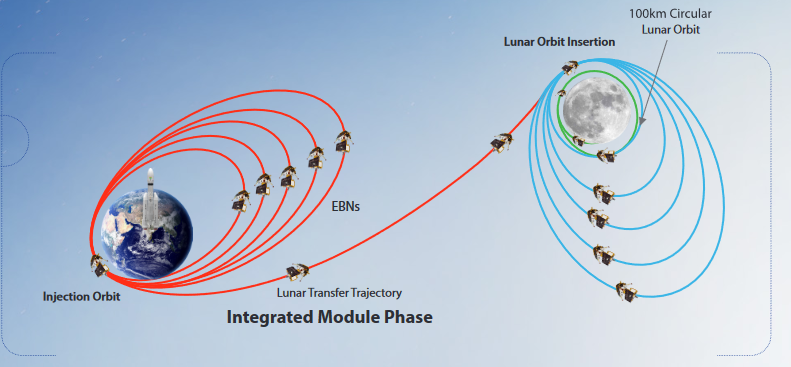 100km Circular
Lunar Orbit
Lunar Orbit Insertion
EBNs
Injection Orbit
Lunar Transfer Trajectory
Integrated Module Phase